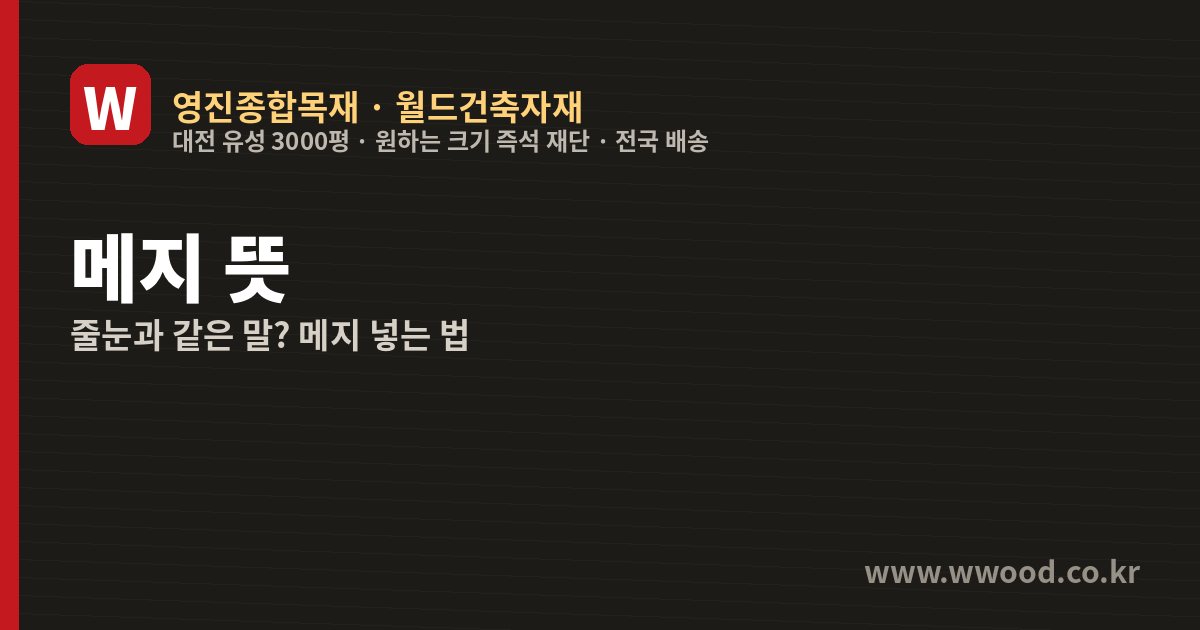 W
영진종합목재 · 월드건축자재
대전 유성 3000평 · 원하는 크기 즉석 재단 · 전국 배송
메지 뜻
줄눈과 같은 말? 메지 넣는 법
www.wwood.co.kr